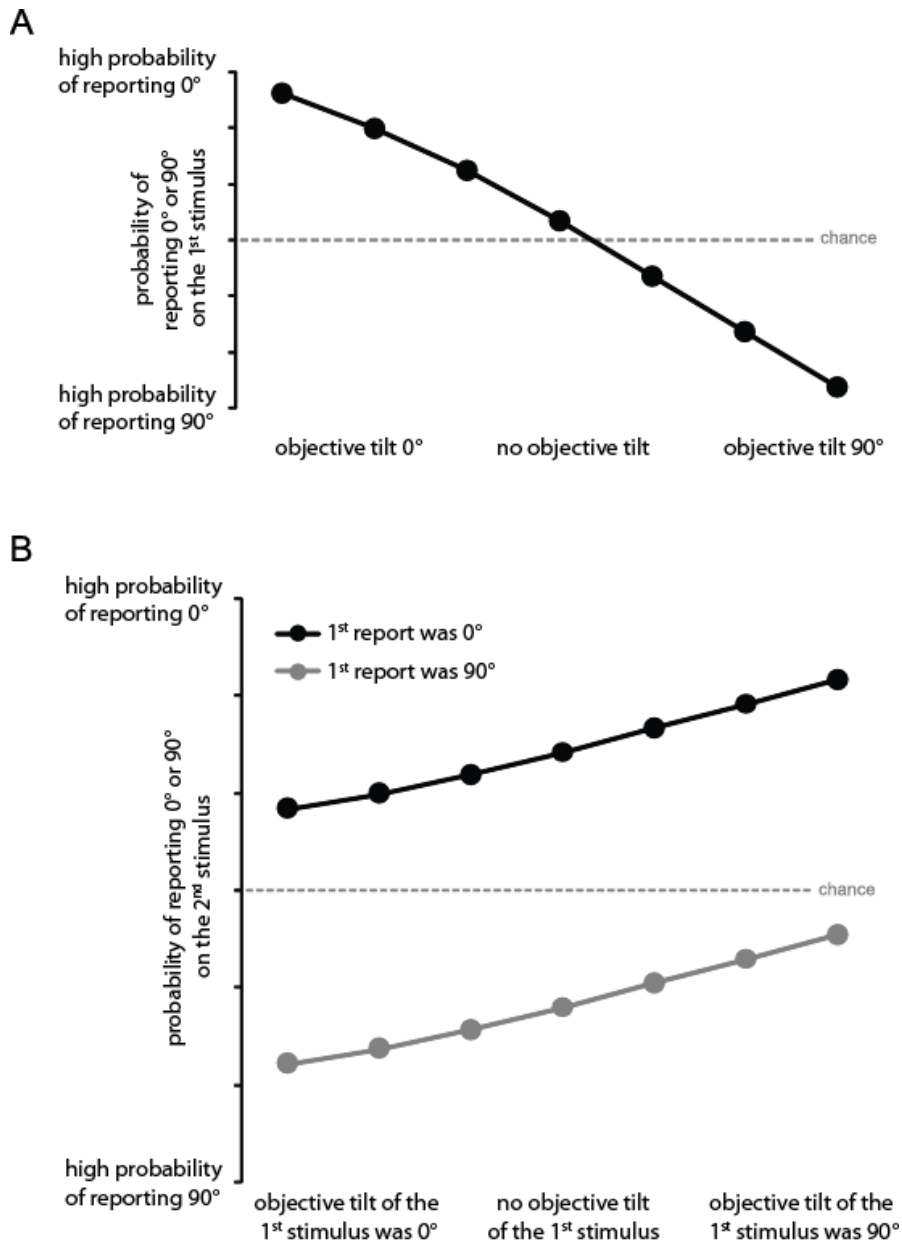 A
high probability
of reporting 0°
probability of
reporting 0° or 90°
on the 1st stimulus
chance
high probability
of reporting 90°
objective tilt 0°
no objective tilt
objective tilt 90°
B
high probability
of reporting 0°
1st report was 0°
1st report was 90°
probability of reporting 0° or 90°
on the 2nd stimulus
chance
high probability
of reporting 90°
objective tilt of the
1st stimulus was 0°
no objective tilt
of the 1st stimulus
objective tilt of the
1st stimulus was 90°